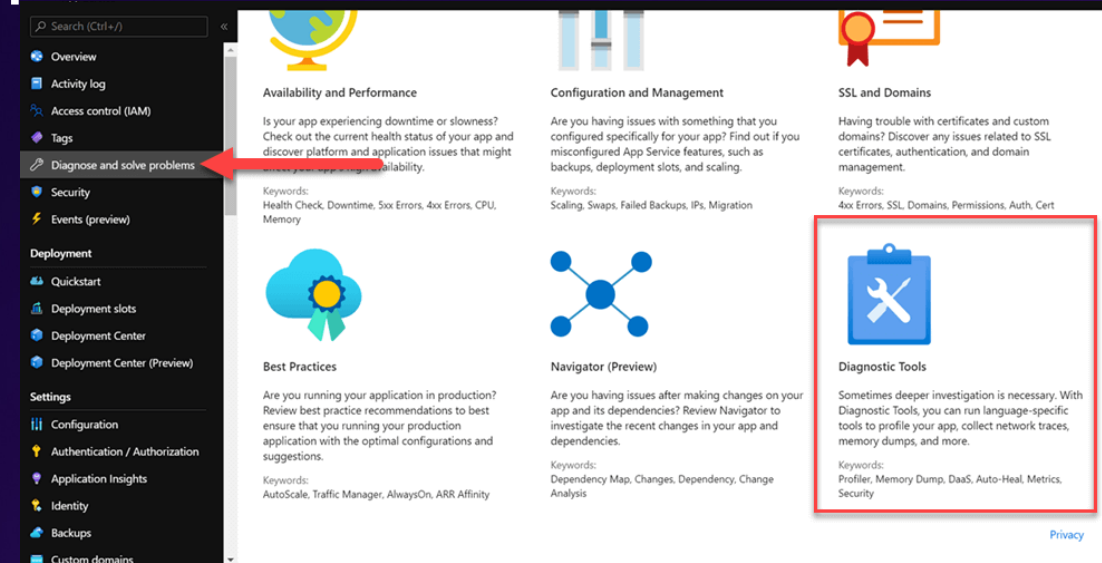 Search (Ctrl+/)
«
Overview
Activity log
Access control (IAM)
Tags
Diagnose and solve problems
Security
Events (preview)
Deployment
Quickstart
Deployment slots
Deployment Center
Deployment Center (Preview)
Settings
Configuration
Authentication / Authorization
Application Insights
Identity
Backups
Custom domains
Availability and Performance
Is your app experiencing downtime or slowness?
Check out the current health status of your app and
discover platform and application issues that might
affect your app's high availability.
Keywords:
Health Check, Downtime, 5xx Errors, 4xx Errors, CPU,
Memory
Configuration and Management
Are you having issues with something that you
configured specifically for your app? Find out if you
misconfigured App Service features, such as
backups, deployment slots, and scaling.
Keywords:
Scaling, Swaps, Failed Backups, IPs, Migration
SSL and Domains
Having trouble with certificates and custom
domains? Discover any issues related to SSL
certificates, authentication, and domain
management.
Keywords:
4xx Errors, SSL, Domains, Permissions, Auth, Cert
Best Practices
Are you running your application in production?
Review best practice recommendations to best
ensure that you running your production
application with the optimal configurations and
suggestions.
Keywords:
AutoScale, Traffic Manager, AlwaysOn, ARR Affinity
Navigator (Preview)
Are you having issues after making changes on your
app and its dependencies? Review Navigator to
investigate the recent changes in your app and
dependencies.
Keywords:
Dependency Map, Changes, Dependency, Change
Analysis
Diagnostic Tools
Sometimes deeper investigation is necessary. With
Diagnostic Tools, you can run language-specific
tools to profile your app, collect network traces,
memory dumps, and more.
Keywords:
Profiler, Memory Dump, DaaS, Auto-Heal, Metrics,
Security
Privacy